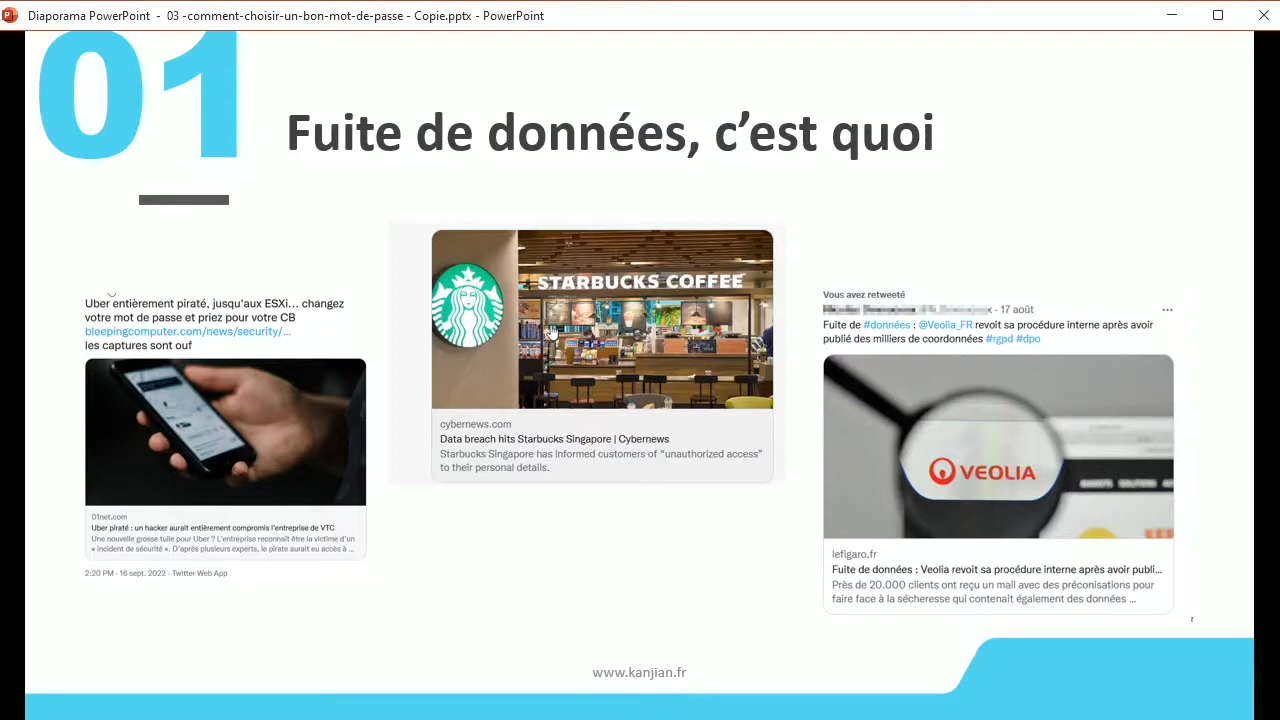 Diaporama PowerPoint - 03 -comment-choisir-un-bon-mot-de-passe - Copie.pptx - PowerPoint
01
Fuite de données, c’est quoi
Uber entièrement piraté, jusqu'aux ESXi... changez
votre mot de passe et priez pour votre CB
bleepingcomputer.com/news/security/...
les captures sont ouf
01net.com
Uber piraté : un hacker aurait entièrement compromis l'entreprise de VTC
Une nouvelle grosse tuile pour Uber ? L'entreprise reconnaît être la victime d'un
« incident de sécurité ». D'après plusieurs experts, le pirate aurait eu accès à ...
2:20 PM · 16 sept. 2022 · Twitter Web App
STARBUCKS COFFEE
cybernews.com
Data breach hits Starbucks Singapore | Cybernews
Starbucks Singapore has informed customers of “unauthorized access”
to their personal details.
Vous avez retweeté
x · 17 août
Fuite de #données : @Veolia_FR revoit sa procédure interne après avoir
publié des milliers de coordonnées #rgpd #dpo
VEOLIA
lefigaro.fr
Fuite de données : Veolia revoit sa procédure interne après avoir publi...
Près de 20.000 clients ont reçu un mail avec des préconisations pour
faire face à la sécheresse qui contenait également des données ...
www.kanjian.fr